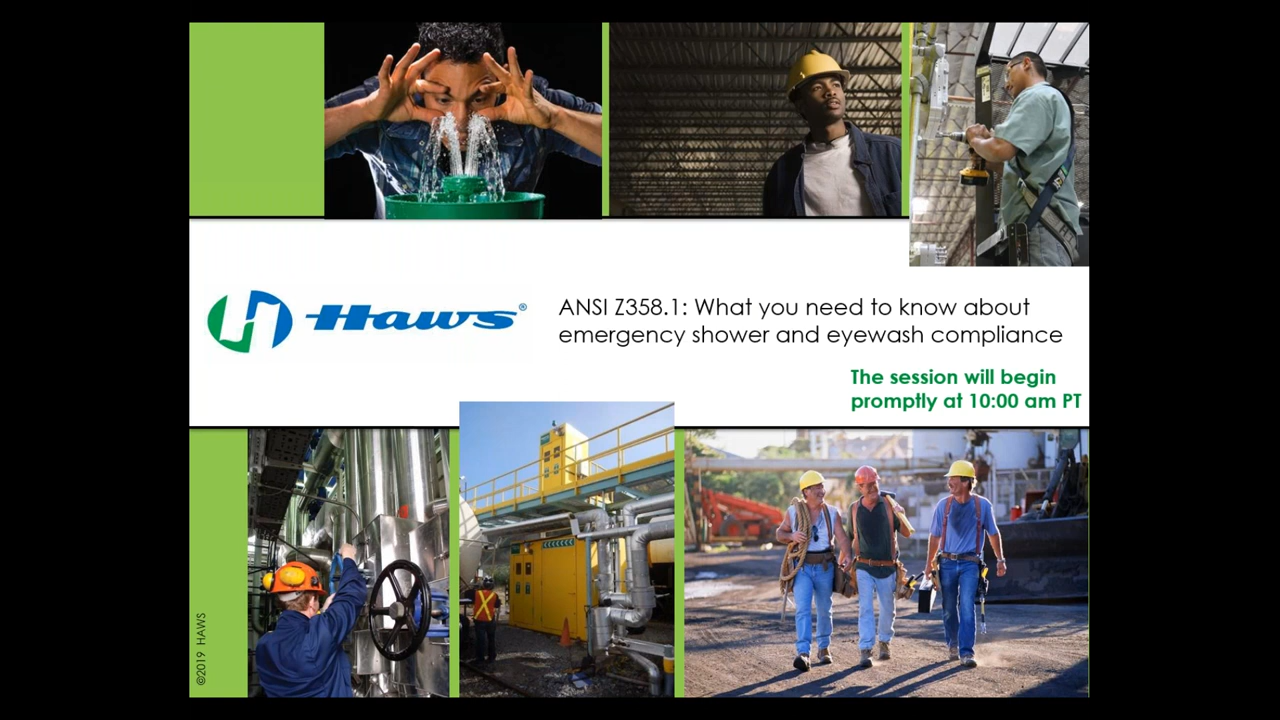 Haws®
ANSI Z358.1: What you need to know about
emergency shower and eyewash compliance
The session will begin
promptly at 10:00 am PT
©2019 HAWS